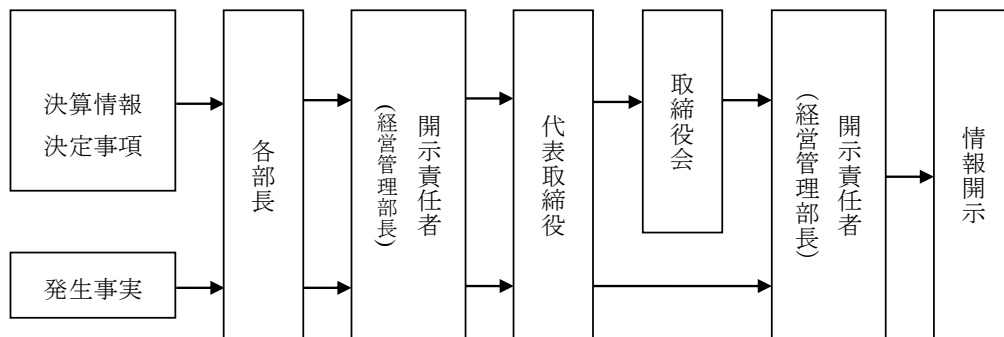 決算情報
決定事項
発生事実
各部長
開示責任者
(経営管理部長)
代表取締役
取締役会
開示責任者
(経営管理部長)
情報開示